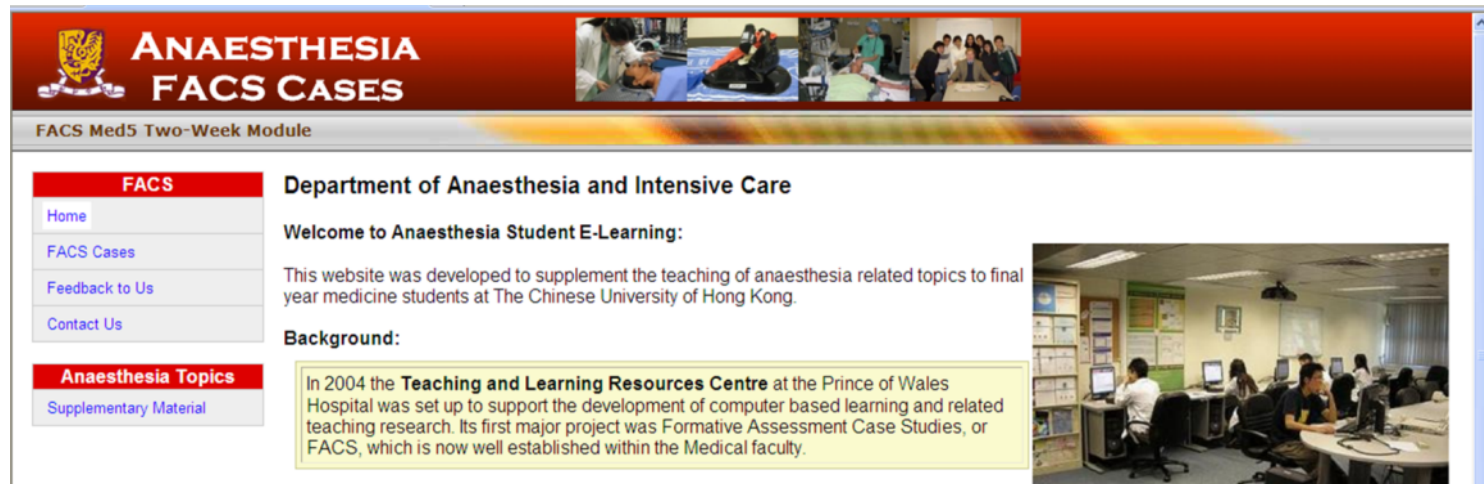 ANAESTHESIA
FACS CASES
FACS Med5 Two-Week Module
FACS
Home
FACS Cases
Feedback to Us
Contact Us
Anaesthesia Topics
Supplementary Material
Department of Anaesthesia and Intensive Care
Welcome to Anaesthesia Student E-Learning:
This website was developed to supplement the teaching of anaesthesia related topics to final
year medicine students at The Chinese University of Hong Kong.
Background:
In 2004 the Teaching and Learning Resources Centre at the Prince of Wales
Hospital was set up to support the development of computer based learning and related
teaching research. Its first major project was Formative Assessment Case Studies, or
FACS, which is now well established within the Medical faculty.